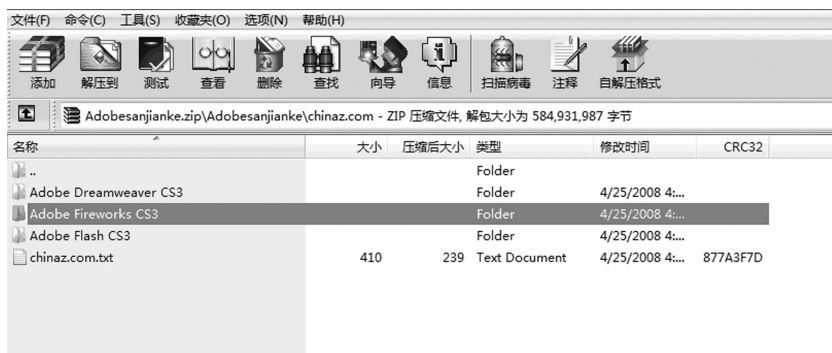 文件(F) 命令(C) 工具(S) 收藏夹(O) 选项(N) 帮助(H)
添加 解压到 测试 查看 删除 查找 向导 信息 扫描病毒 注释 自解压格式
Adobesanjianke.zip\Adobesanjianke\chinaz.com - ZIP 压缩文件, 解包大小为 584,931,987 字节
名称 大小 压缩后大小 类型 修改时间 CRC32
.. Folder
Adobe Dreamweaver CS3 Folder 4/25/2008 4:...
Adobe Fireworks CS3 Folder 4/25/2008 4:...
Adobe Flash CS3 Folder 4/25/2008 4:...
chinaz.com.txt 410 239 Text Document 4/25/2008 4:... 877A3F7D